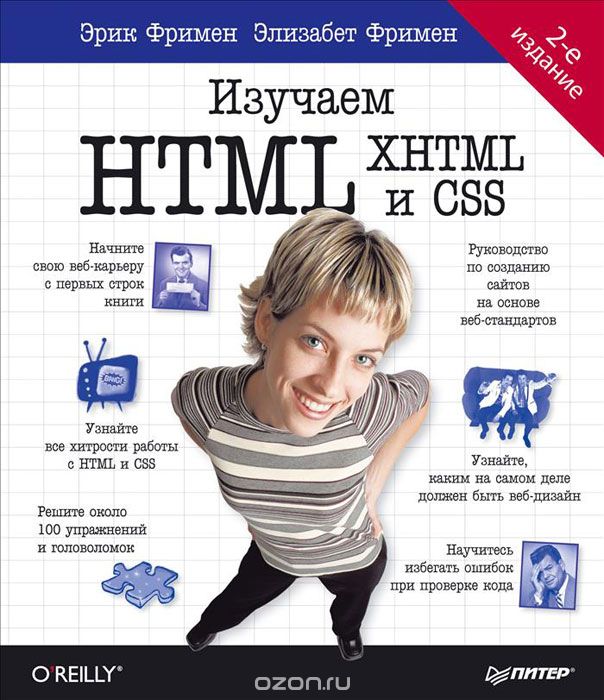 Эрик Фримен Элизабет Фримен
2-е
издание
Изучаем
HTML
XHTML
и CSS
Начните
свою веб-карьеру
с первых строк
книги
Руководство
по созданию
сайтов
на основе
веб-стандартов
BANG!
Узнайте
все хитрости работы
с HTML и CSS
Узнайте,
каким на самом деле
должен быть веб-дизайн
Решите около
100 упражнений
и головоломок
Научитесь
избегать ошибок
при проверке кода
O'REILLY®
ПИТЕР®
ozon.ru